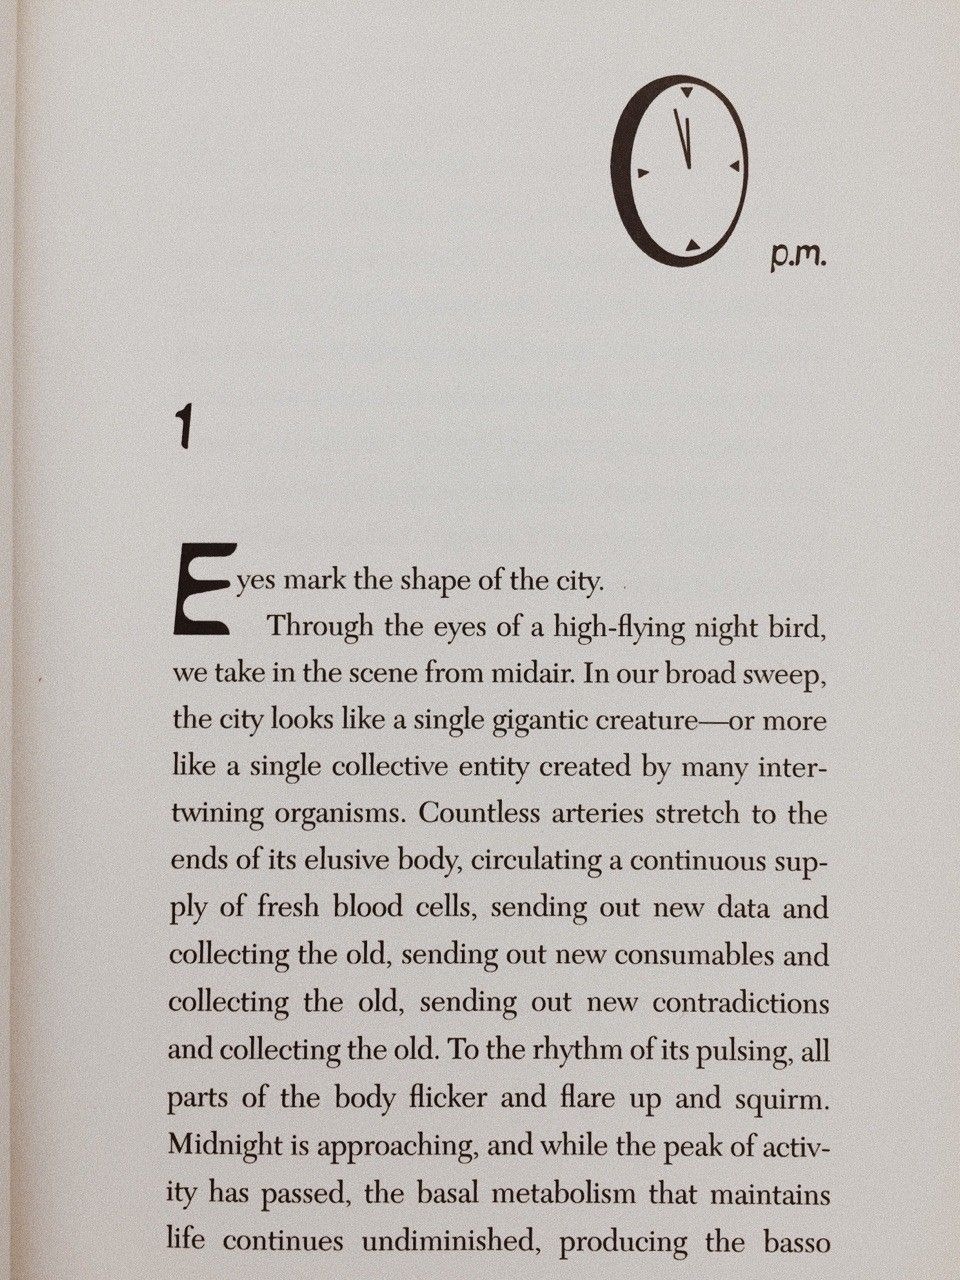 p.m.
1
Eyes mark the shape of the city.
Through the eyes of a high-flying night bird,
we take in the scene from midair. In our broad sweep,
the city looks like a single gigantic creature—or more
like a single collective entity created by many inter-
twining organisms. Countless arteries stretch to the
ends of its elusive body, circulating a continuous sup-
ply of fresh blood cells, sending out new data and
collecting the old, sending out new consumables and
collecting the old, sending out new contradictions
and collecting the old. To the rhythm of its pulsing, all
parts of the body flicker and flare up and squirm.
Midnight is approaching, and while the peak of activ-
ity has passed, the basal metabolism that maintains
life continues undiminished, producing the basso